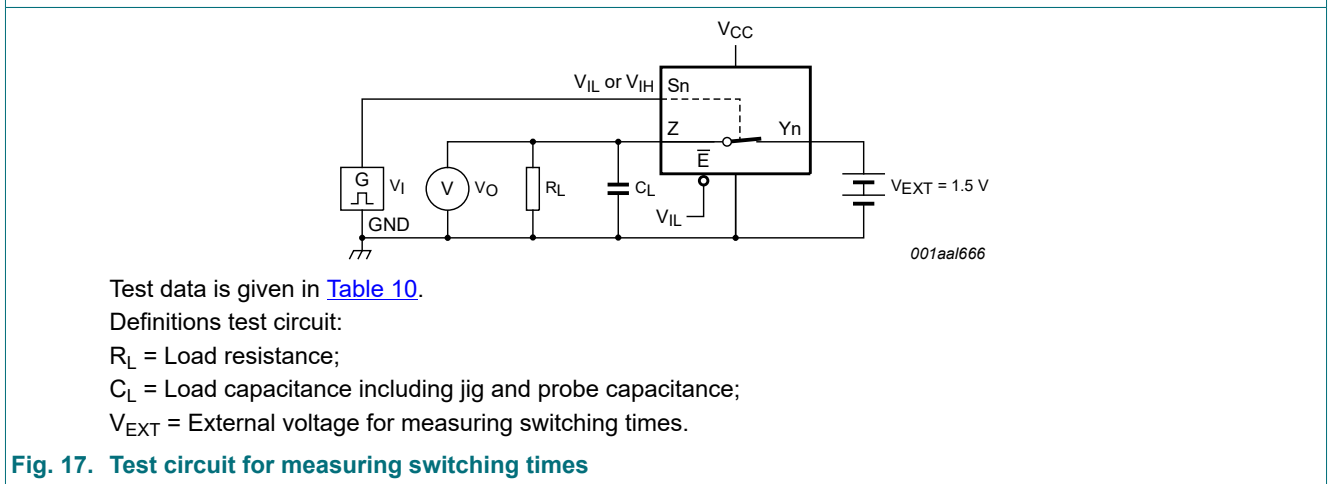 VCC
VIL or VIH Sn
Z Yn
E̅
G VI V VO RL CL VEXT = 1.5 V
VIL
GND
001aal666
Test data is given in Table 10.
Definitions test circuit:
RL = Load resistance;
CL = Load capacitance including jig and probe capacitance;
VEXT = External voltage for measuring switching times.
Fig. 17. Test circuit for measuring switching times